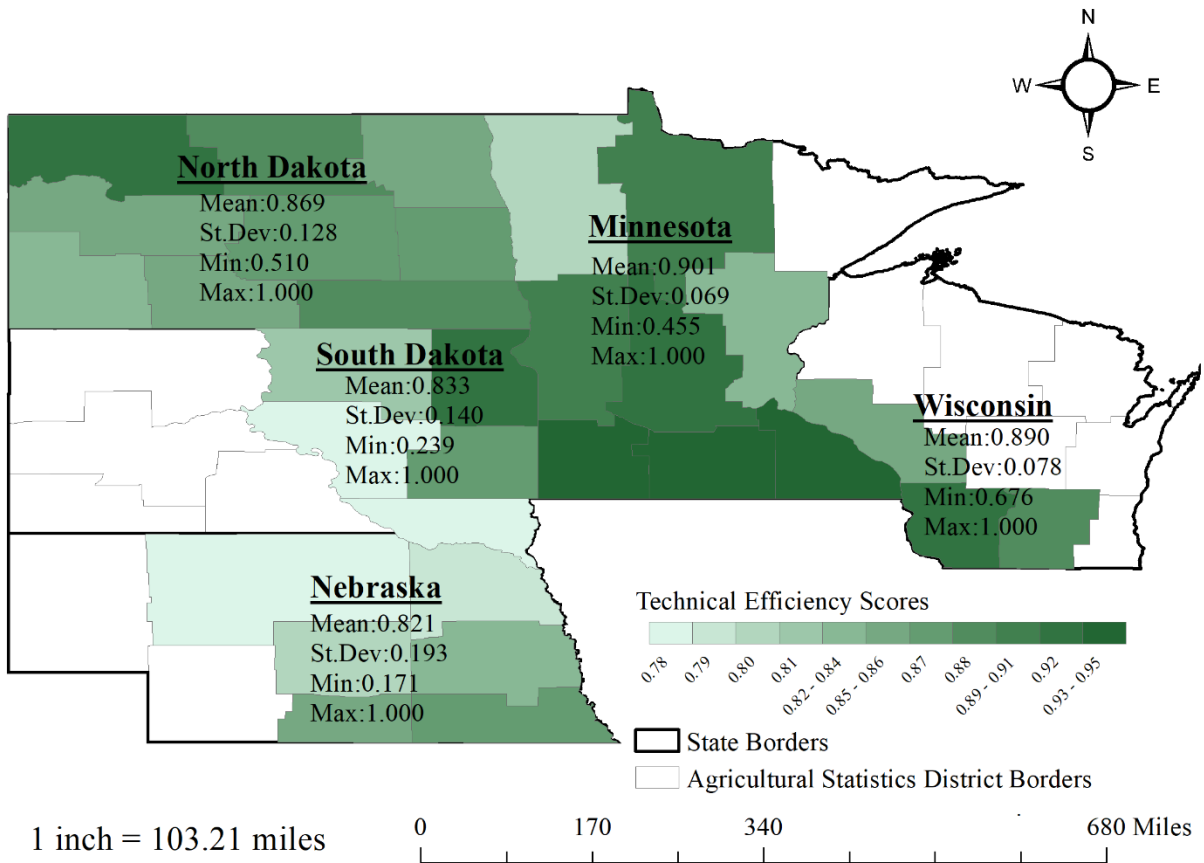 N
W E
S
North Dakota
Mean:0.869
St.Dev:0.128
Min:0.510
Max:1.000
Minnesota
Mean:0.901
St.Dev:0.069
Min:0.455
Max:1.000
South Dakota
Mean:0.833
St.Dev:0.140
Min:0.239
Max:1.000
Wisconsin
Mean:0.890
St.Dev:0.078
Min:0.676
Max:1.000
Nebraska
Mean:0.821
St.Dev:0.193
Min:0.171
Max:1.000
Technical Efficiency Scores
0.78 0.79 0.80 0.81 0.82 - 0.84 0.85 - 0.86 0.87 0.88 0.89 - 0.91 0.92 0.93 - 0.95
State Borders
Agricultural Statistics District Borders
1 inch = 103.21 miles
0 170 340 680 Miles